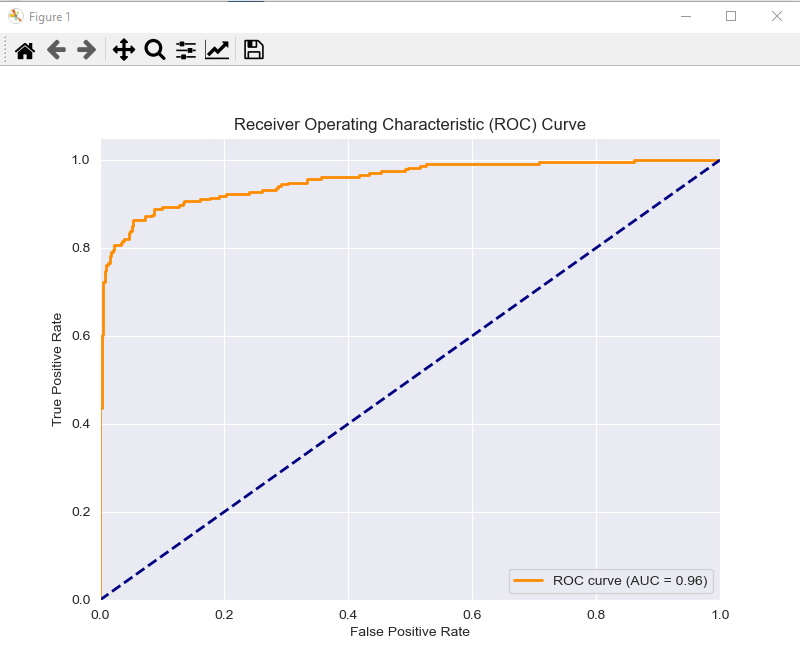 Figure 1
Receiver Operating Characteristic (ROC) Curve
1.0
0.8
0.6
0.4
0.2
0.0
True Positive Rate
ROC curve (AUC = 0.96)
0.0 0.2 0.4 0.6 0.8 1.0
False Positive Rate